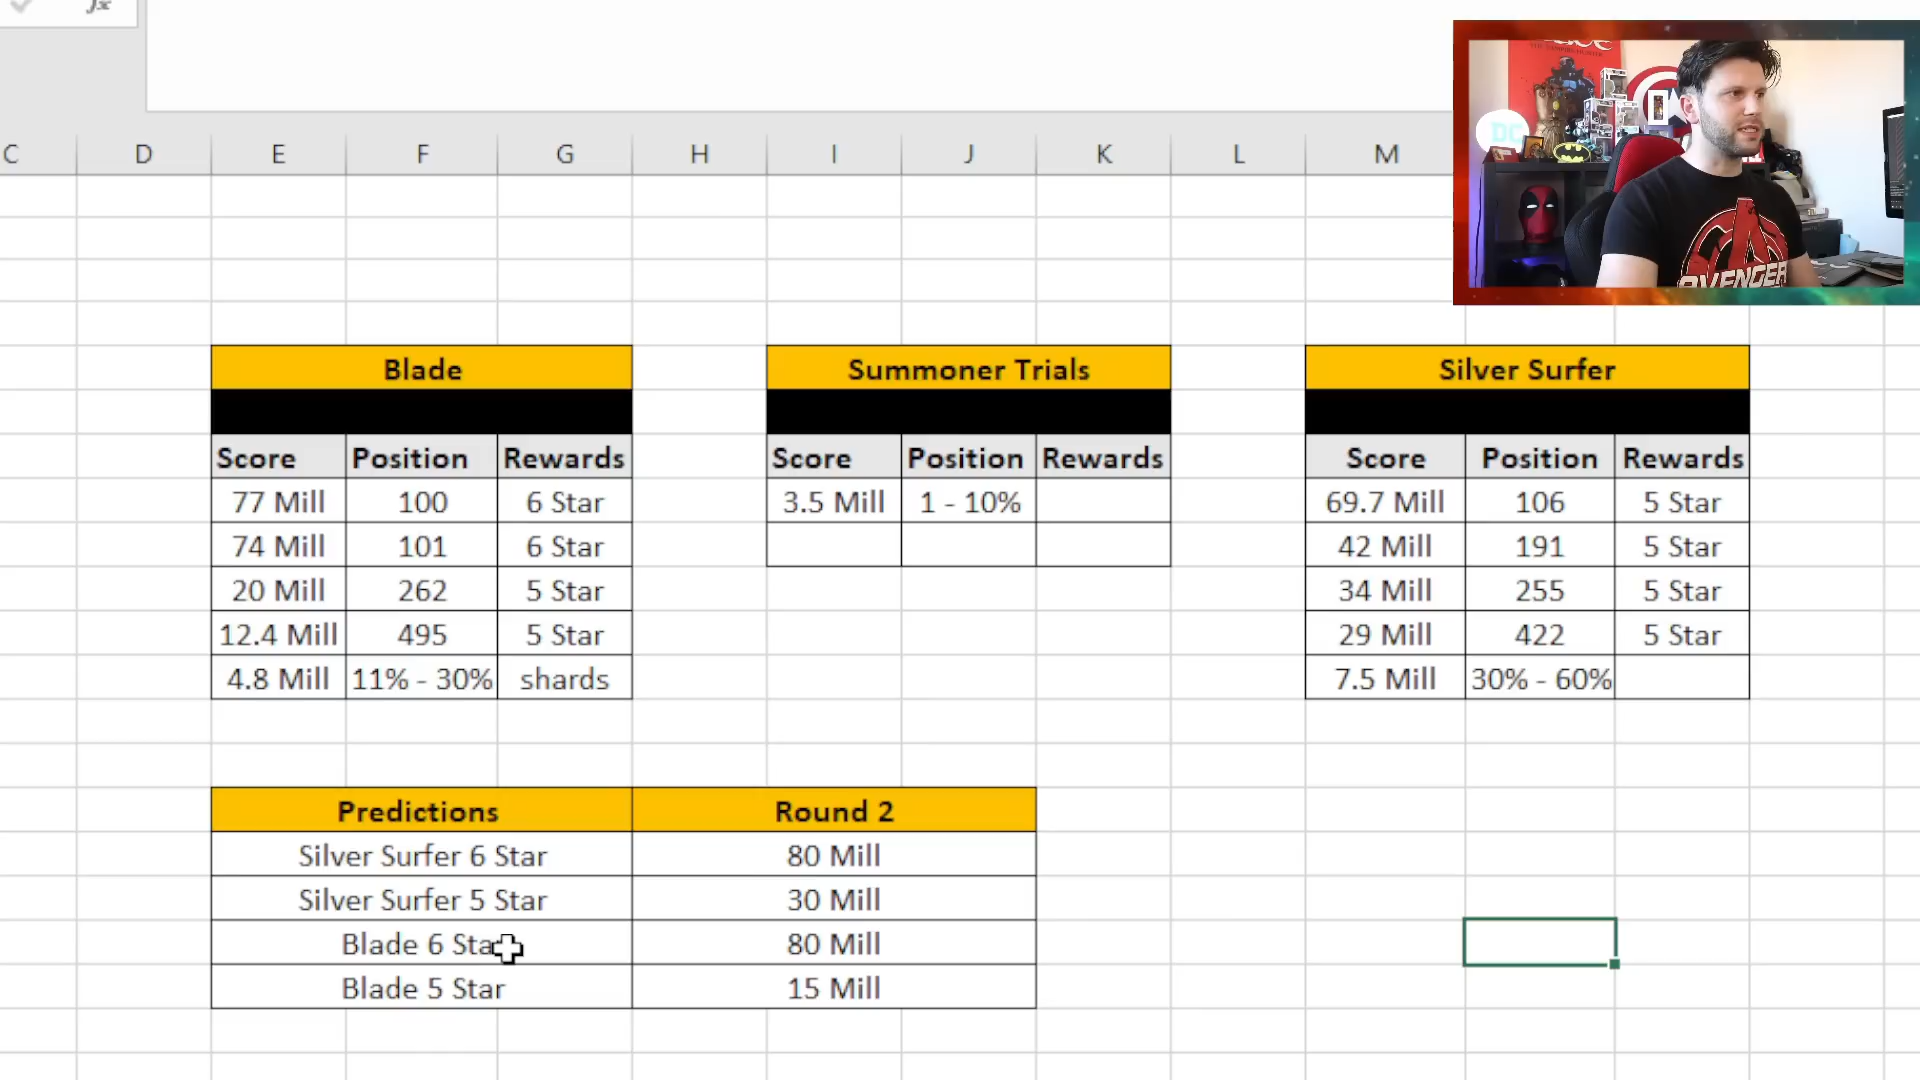 fx
C D E F G H I J K L M
DC
AVENGER
Blade
Score Position Rewards
77 Mill 100 6 Star
74 Mill 101 6 Star
20 Mill 262 5 Star
12.4 Mill 495 5 Star
4.8 Mill 11% - 30% shards
Summoner Trials
Score Position Rewards
3.5 Mill 1 - 10%
Silver Surfer
Score Position Rewards
69.7 Mill 106 5 Star
42 Mill 191 5 Star
34 Mill 255 5 Star
29 Mill 422 5 Star
7.5 Mill 30% - 60%
Predictions Round 2
Silver Surfer 6 Star 80 Mill
Silver Surfer 5 Star 30 Mill
Blade 6 Sta 80 Mill
Blade 5 Star 15 Mill